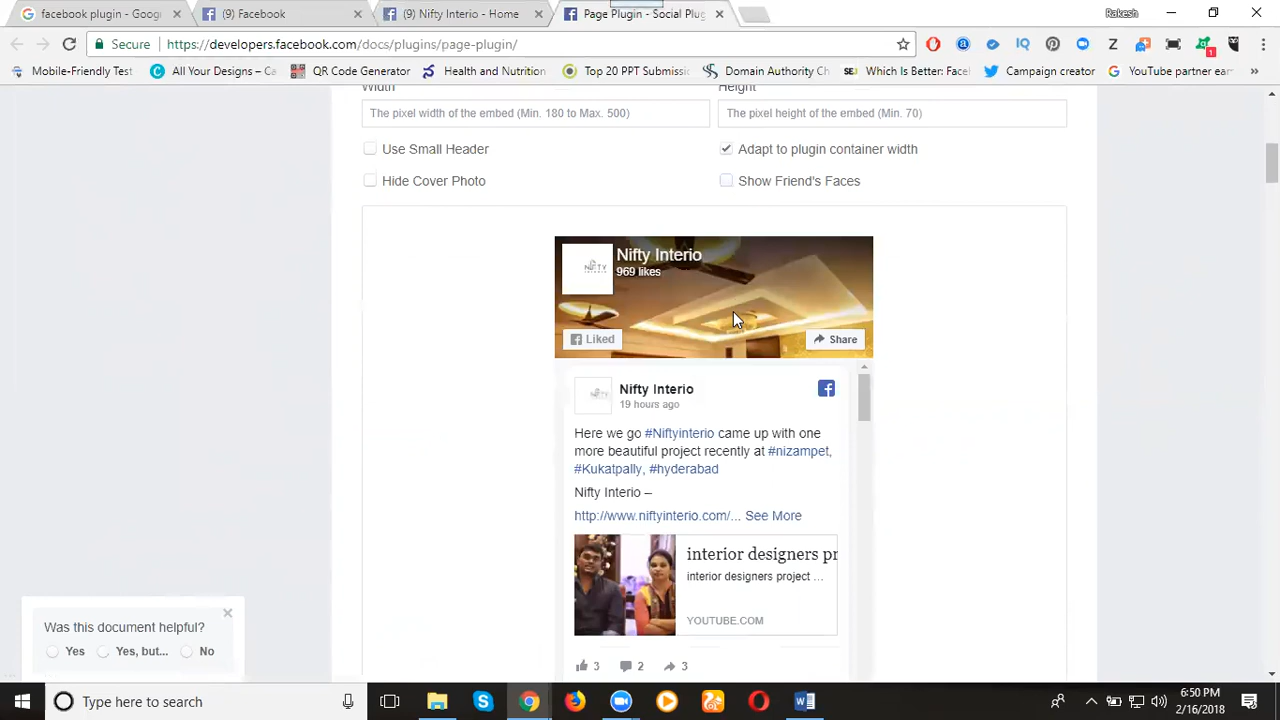 facebook plugin - Goog
(9) Facebook
(9) Nifty Interio - Home
Page Plugin - Social Plug
Rakesh
Secure
https://developers.facebook.com/docs/plugins/page-plugin/
Mobile-Friendly Test
All Your Designs – Ca
QR Code Generator
Health and Nutrition
Top 20 PPT Submissic
Domain Authority Ch
Which Is Better: Facel
Campaign creator
YouTube partner earn
Width
Height
The pixel width of the embed (Min. 180 to Max. 500)
The pixel height of the embed (Min. 70)
Use Small Header
Adapt to plugin container width
Hide Cover Photo
Show Friend's Faces
Nifty Interio
969 likes
NIFTY
Liked
Share
Nifty Interio
19 hours ago
Here we go #Niftyinterio came up with one
more beautiful project recently at #nizampet,
#Kukatpally, #hyderabad
Nifty Interio –
http://www.niftyinterio.com/... See More
interior designers pr
interior designers project ...
YOUTUBE.COM
3
2
3
Was this document helpful?
Yes
Yes, but...
No
Type here to search
6:50 PM
2/16/2018